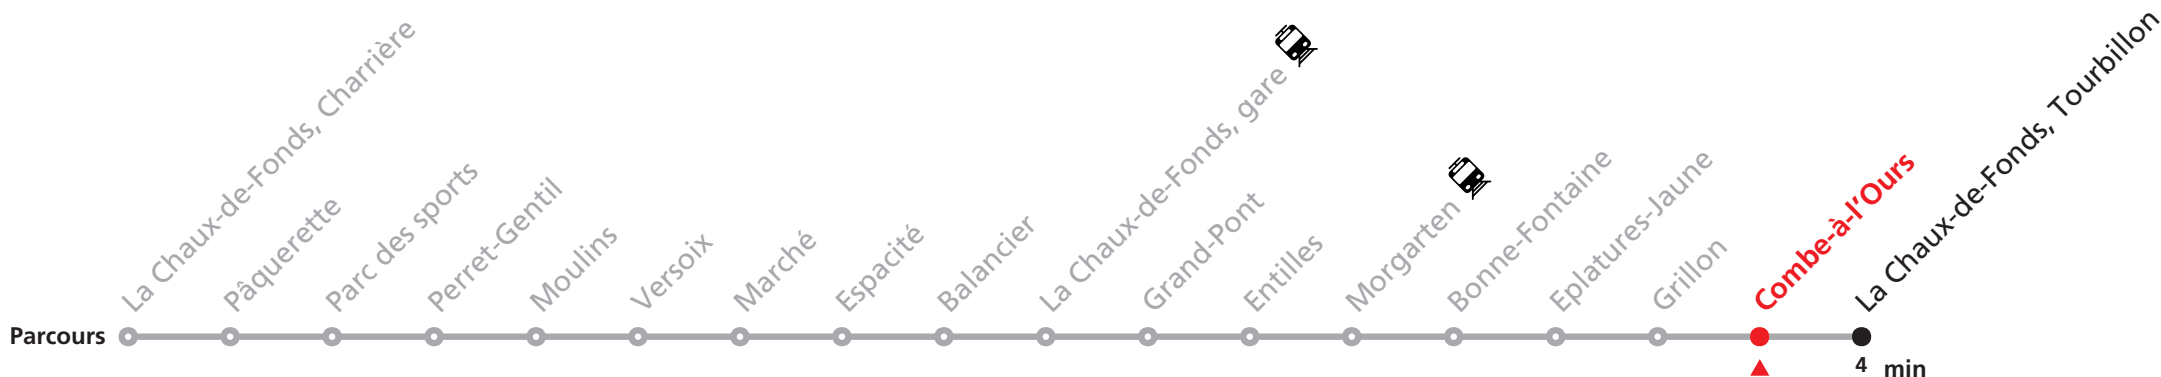 La Chaux-de-Fonds, Charrière
Pâquerette
Parc des sports
Perret-Gentil
Moulins
Versoix
Marché
Espacité
Balancier
La Chaux-de-Fonds, gare
Grand-Pont
Entilles
Morgarten
Bonne-Fontaine
Eplatures-Jaune
Grillon
Combe-à-l'Ours
La Chaux-de-Fonds, Tourbillon
Parcours
4 min